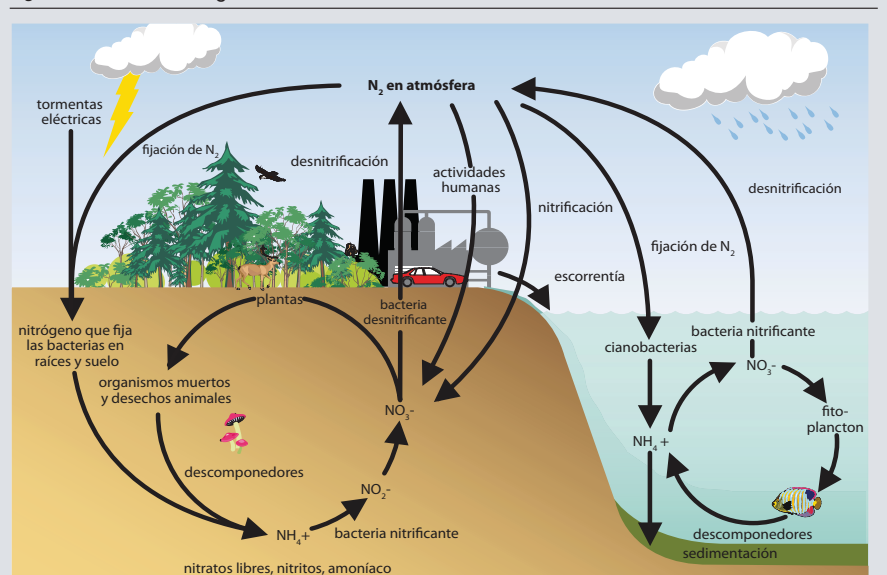 N₂ en atmósfera
tormentas
eléctricas
fijación de N₂
desnitrificación
actividades
humanas
nitrificación
desnitrificación
fijación de N₂
escorrentía
plantas
bacteria
desnitrificante
nitrógeno que fija
las bacterias en
raíces y suelo
organismos muertos
y desechos animales
bacteria nitrificante
cianobacterias
NO₃-
fito-
plancton
NO₃-
NH₄+
descomponedores
NO₂-
NH₄+
bacteria nitrificante
descomponedores
sedimentación
nitratos libres, nitritos, amoníaco